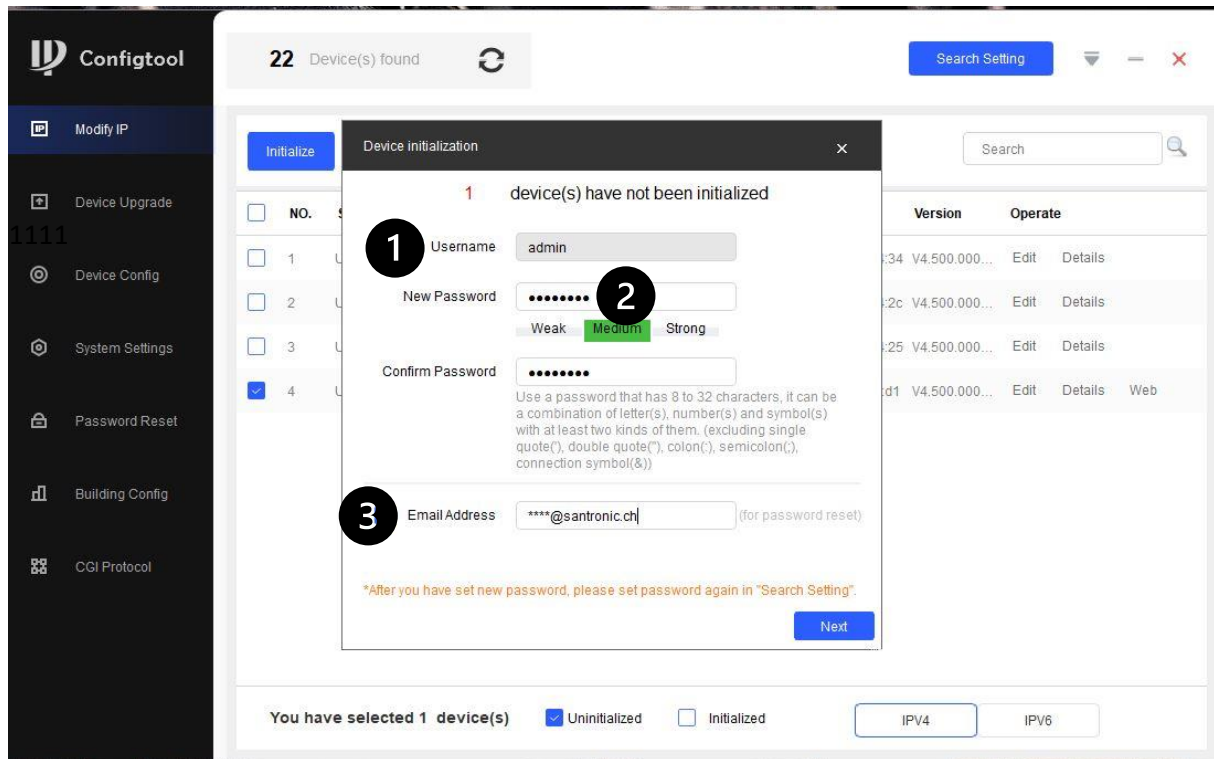 IP Configtool
22 Device(s) found
Search Setting
Modify IP
Device Upgrade
1111
Device Config
System Settings
Password Reset
Building Config
CGI Protocol
Initialize
Search
Device initialization
1 device(s) have not been initialized
1 Username admin
New Password •••••••• 2
Weak Medium Strong
Confirm Password ••••••••
Use a password that has 8 to 32 characters, it can be
a combination of letter(s), number(s) and symbol(s)
with at least two kinds of them. (excluding single
quote('), double quote("), colon(:), semicolon(;),
connection symbol(&))
3 Email Address ****@santronic.ch (for password reset)
*After you have set new password, please set password again in "Search Setting".
Next
NO. Version Operate
1 :34 V4.500.000... Edit Details
2 :2c V4.500.000... Edit Details
3 :25 V4.500.000... Edit Details
4 :d1 V4.500.000... Edit Details Web
You have selected 1 device(s) Uninitialized Initialized IPV4 IPV6